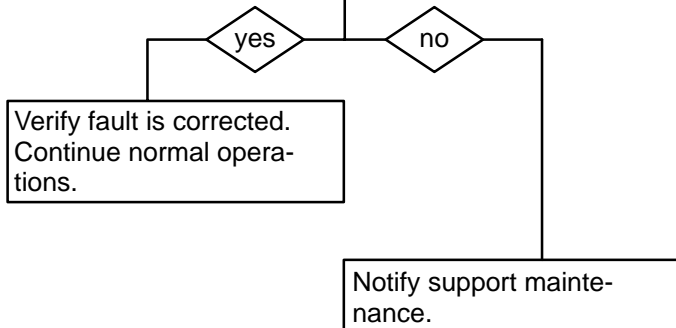 yes
no
Verify fault is corrected.
Continue normal opera-
tions.
Notify support mainte-
nance.